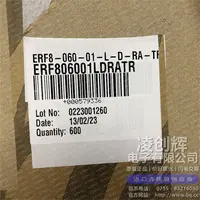 ERF8-060-01-L-D-RA-TR
ERF806001LDRATR
*000579336
Lot No: 0223001260
Date: 13/02/23
Quantity: 600
凌创辉
电子有限公司